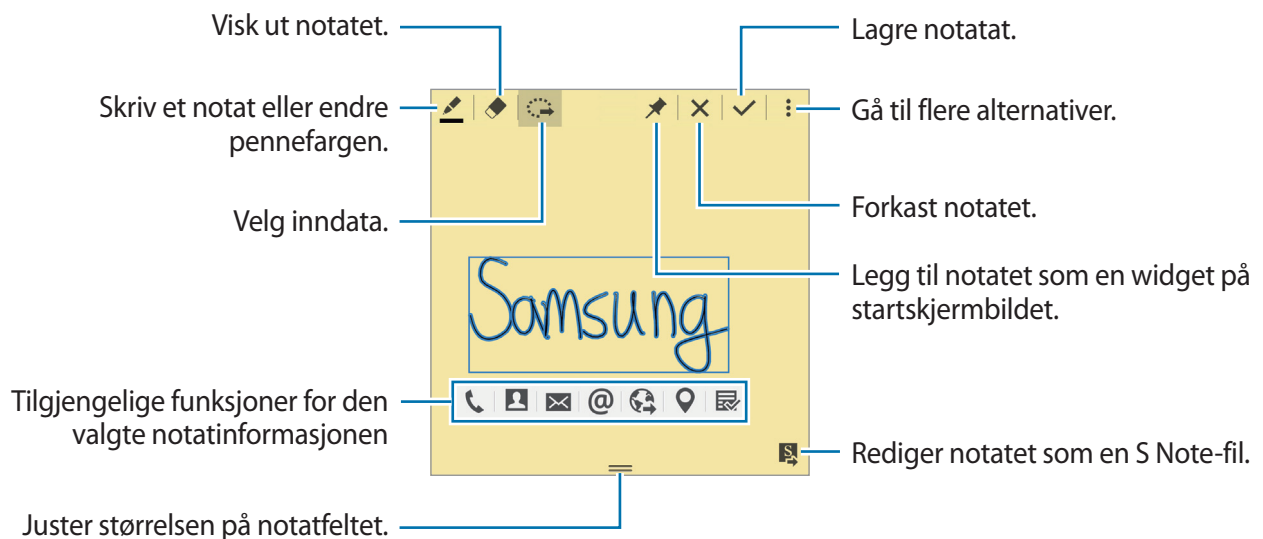 Visk ut notatet.
Lagre notatat.
Skriv et notat eller endre
pennefargen.
Gå til flere alternativer.
Velg inndata.
Forkast notatet.
Legg til notatet som en widget på
startskjermbildet.
Samsung
Tilgjengelige funksjoner for den
valgte notatinformasjonen
Rediger notatet som en S Note-fil.
Juster størrelsen på notatfeltet.